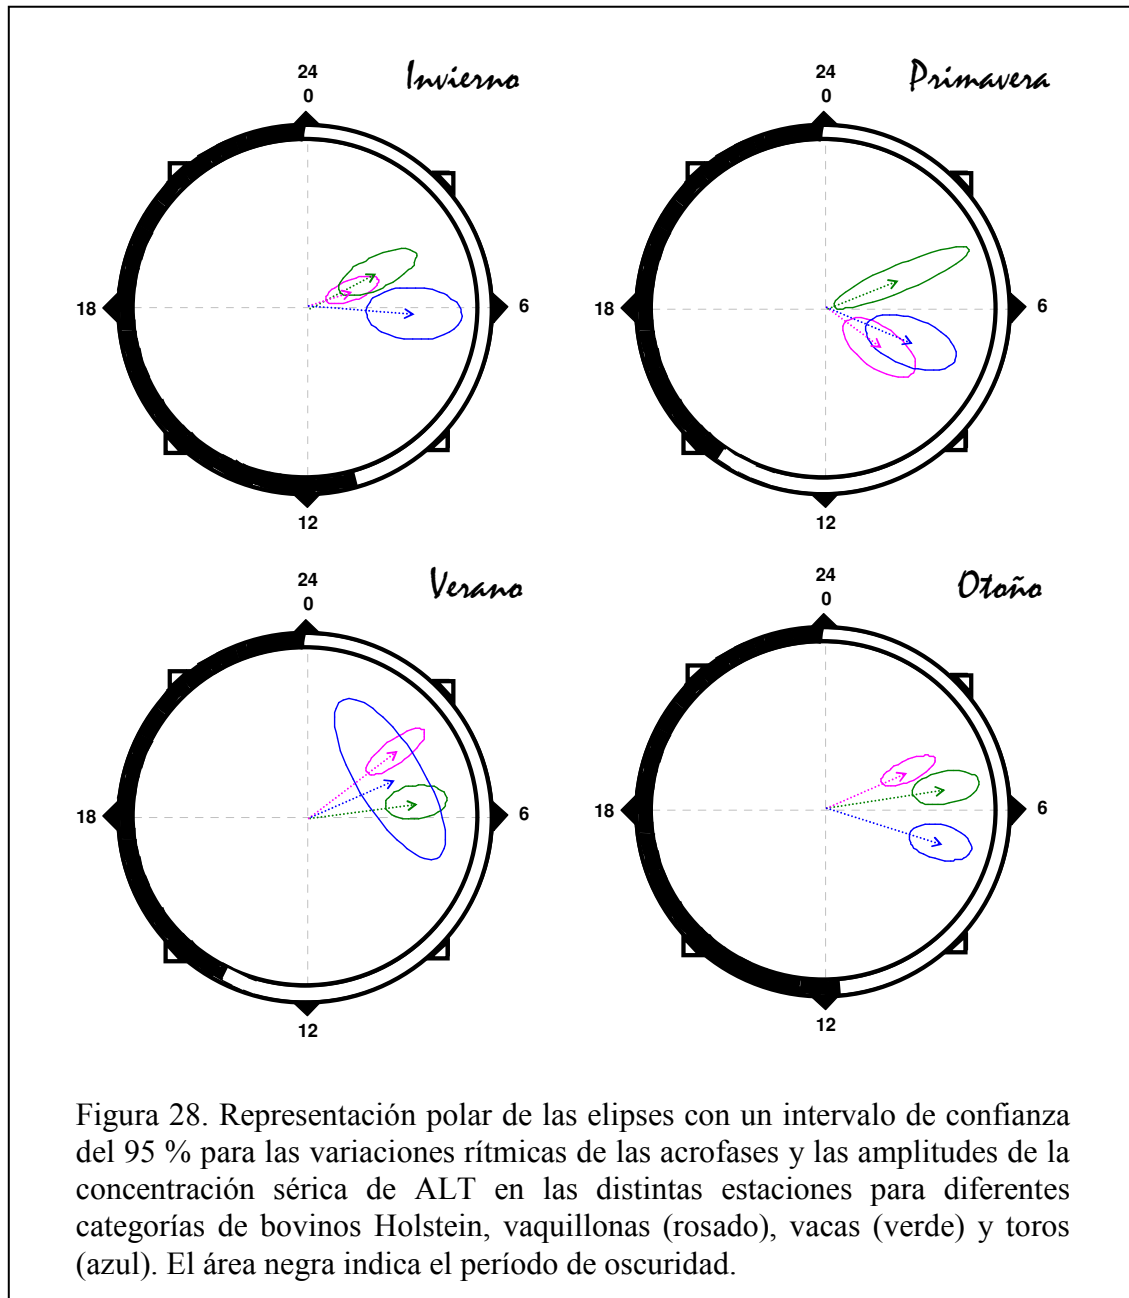 Invierno
24
0
18
6
12
Primavera
24
0
18
6
12
Verano
24
0
18
6
12
Otoño
24
0
18
6
12
Figura 28. Representación polar de las elipses con un intervalo de confianza
del 95 % para las variaciones rítmicas de las acrofases y las amplitudes de la
concentración sérica de ALT en las distintas estaciones para diferentes
categorías de bovinos Holstein, vaquillonas (rosado), vacas (verde) y toros
(azul). El área negra indica el período de oscuridad.